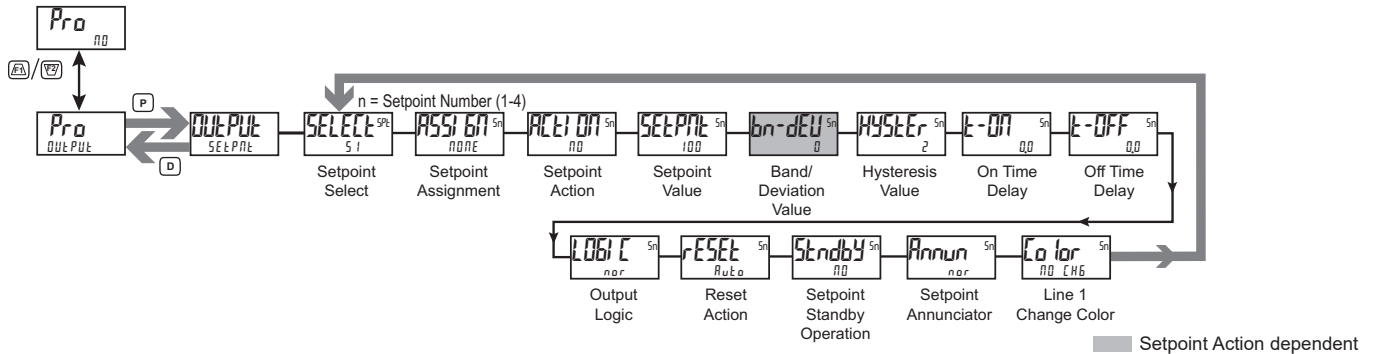 Pro
NO
F1/F2
Pro
OUtPUt
P
D
OUtPUt
SEtPNt
n = Setpoint Number (1-4)
SELECt SPt
S1
Setpoint
Select
ASSIGN Sn
NONE
Setpoint
Assignment
ACtION Sn
NO
Setpoint
Action
SEtPNt Sn
100
Setpoint
Value
bn-dEV Sn
0
Band/
Deviation
Value
HYStEr Sn
2
Hysteresis
Value
t-ON Sn
0.0
On Time
Delay
t-OFF Sn
0.0
Off Time
Delay
LOGIC Sn
nor
Output
Logic
rESEt Sn
Auto
Reset
Action
Stndby Sn
NO
Setpoint
Standby
Operation
Annun Sn
nor
Setpoint
Annunciator
Color Sn
NO CHG
Line 1
Change Color
Setpoint Action dependent